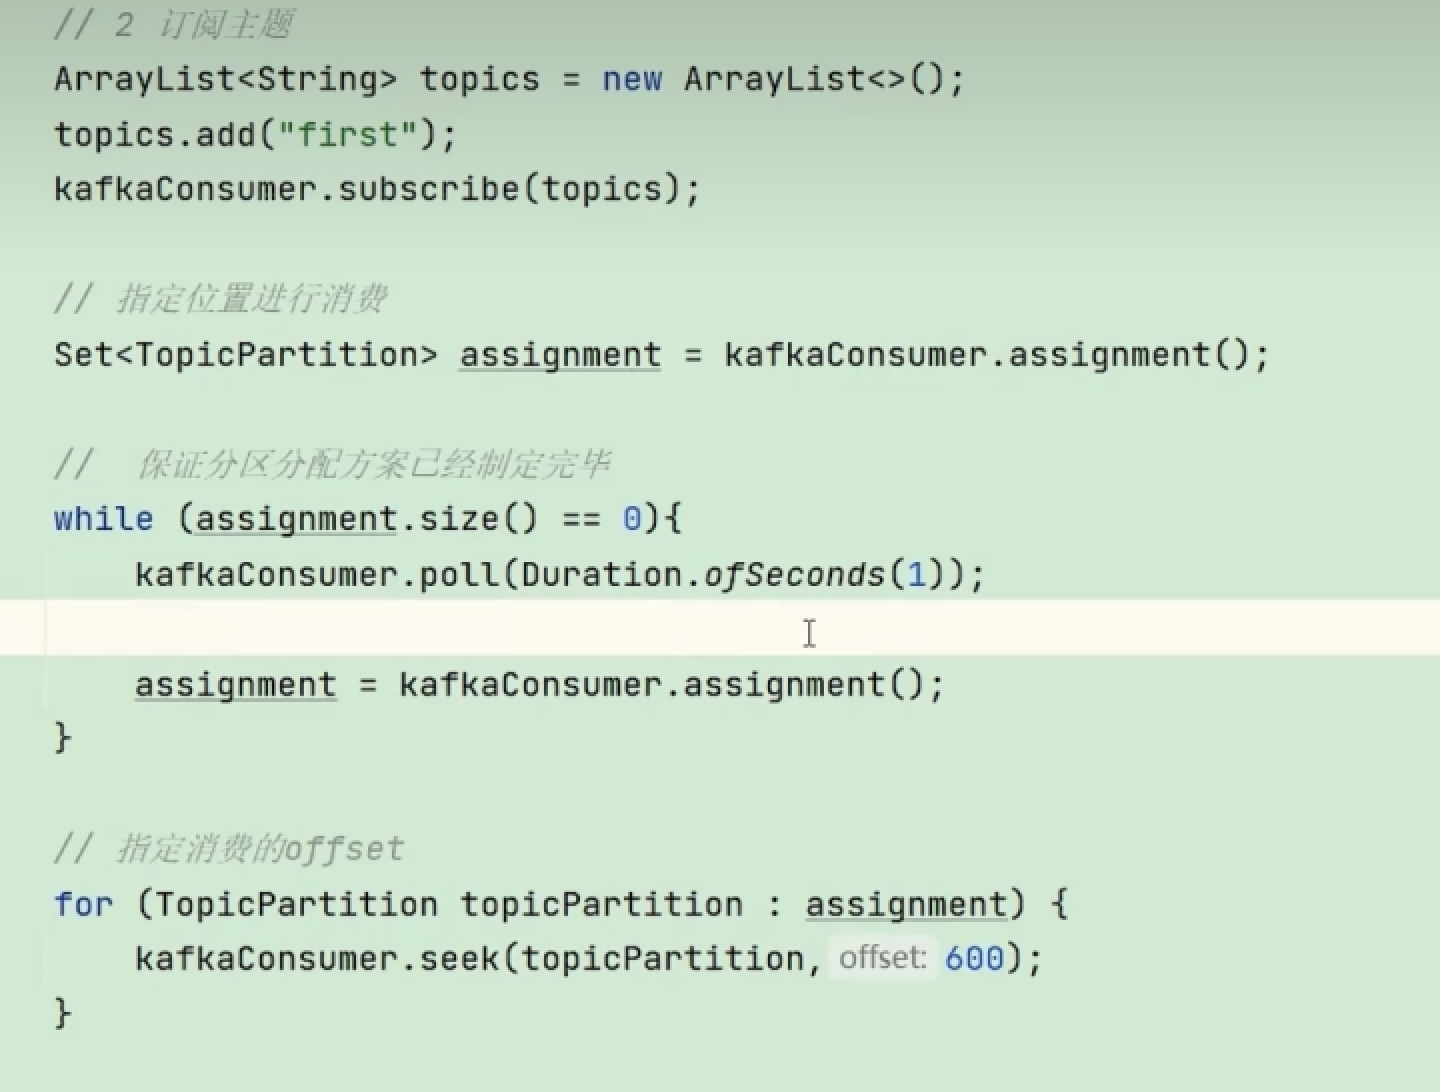 // 2 订阅主题
ArrayList<String> topics = new ArrayList<>();
topics.add("first");
kafkaConsumer.subscribe(topics);
// 指定位置进行消费
Set<TopicPartition> assignment = kafkaConsumer.assignment();
//  保证分区分配方案已经制定完毕
while (assignment.size() == 0){
    kafkaConsumer.poll(Duration.ofSeconds(1));
    assignment = kafkaConsumer.assignment();
}
// 指定消费的offset
for (TopicPartition topicPartition : assignment) {
    kafkaConsumer.seek(topicPartition, offset: 600);
}